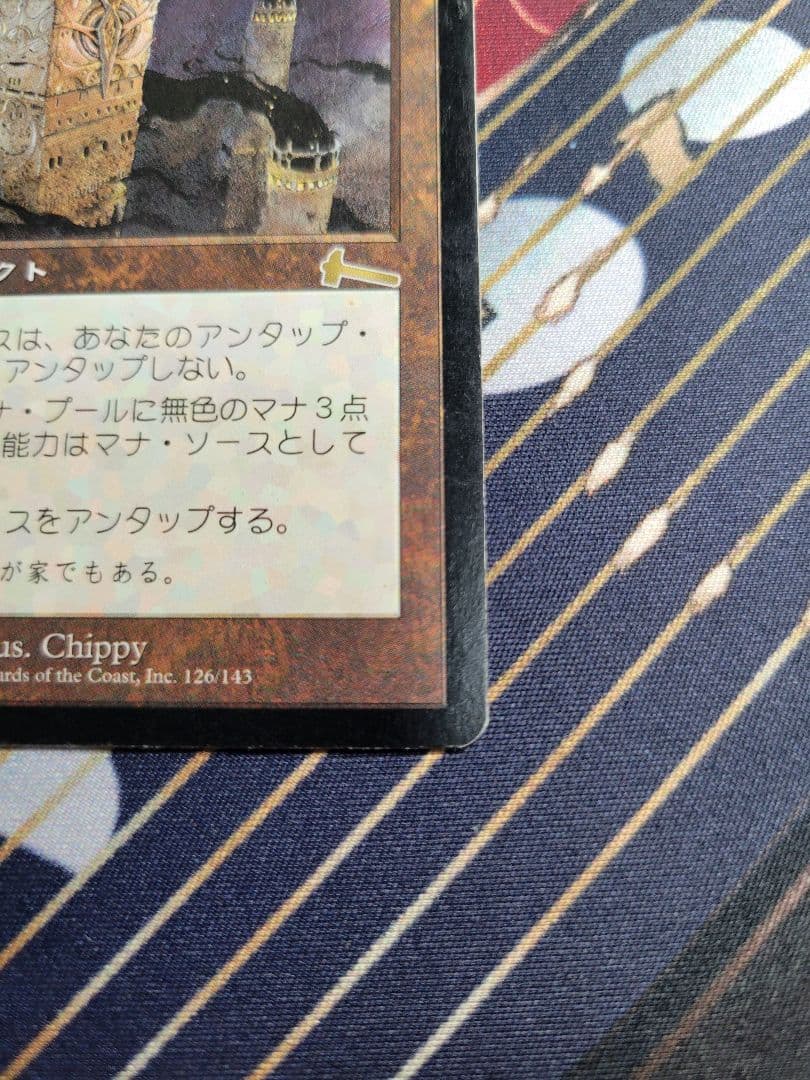 クト
スは、あなたのアンタップ・
アンタップしない。
ナ・プールに無色のマナ３点
能力はマナ・ソースとして
スをアンタップする。
が家でもある。
us. Chippy
ards of the Coast, Inc. 126/143